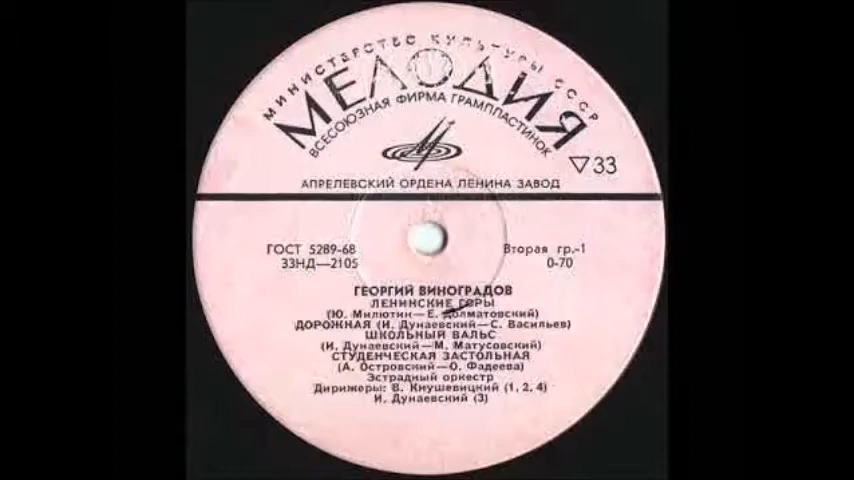 МИНИСТЕРСТВО КУЛЬТУРЫ СССР
МЕЛОДИЯ
ВСЕСОЮЗНАЯ ФИРМА ГРАМПЛАСТИНОК
33
АПРЕЛЕВСКИЙ ОРДЕНА ЛЕНИНА ЗАВОД
ГОСТ 5289-68
33НД—2105
Вторая гр.-1
0-70
ГЕОРГИЙ ВИНОГРАДОВ
ЛЕНИНСКИЕ ГОРЫ
(Ю. Милютин—Е. Долматовский)
ДОРОЖНАЯ (И. Дунаевский—С. Васильев)
ШКОЛЬНЫЙ ВАЛЬС
(И. Дунаевский—М. Матусовский)
СТУДЕНЧЕСКАЯ ЗАСТОЛЬНАЯ
(А. Островский—О. Фадеева)
Эстрадный оркестр
Дирижеры: В. Кнушевицкий (1, 2, 4)
И. Дунаевский (3)